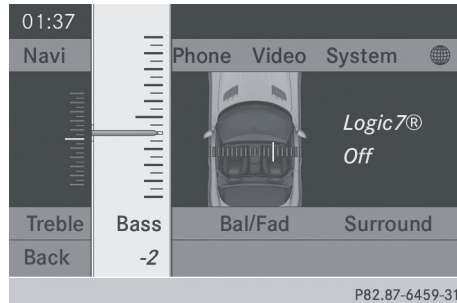 01:37
Navi Phone Video System
Logic7®
Off
Treble Bass Bal/Fad Surround
Back -2
P82.87-6459-31